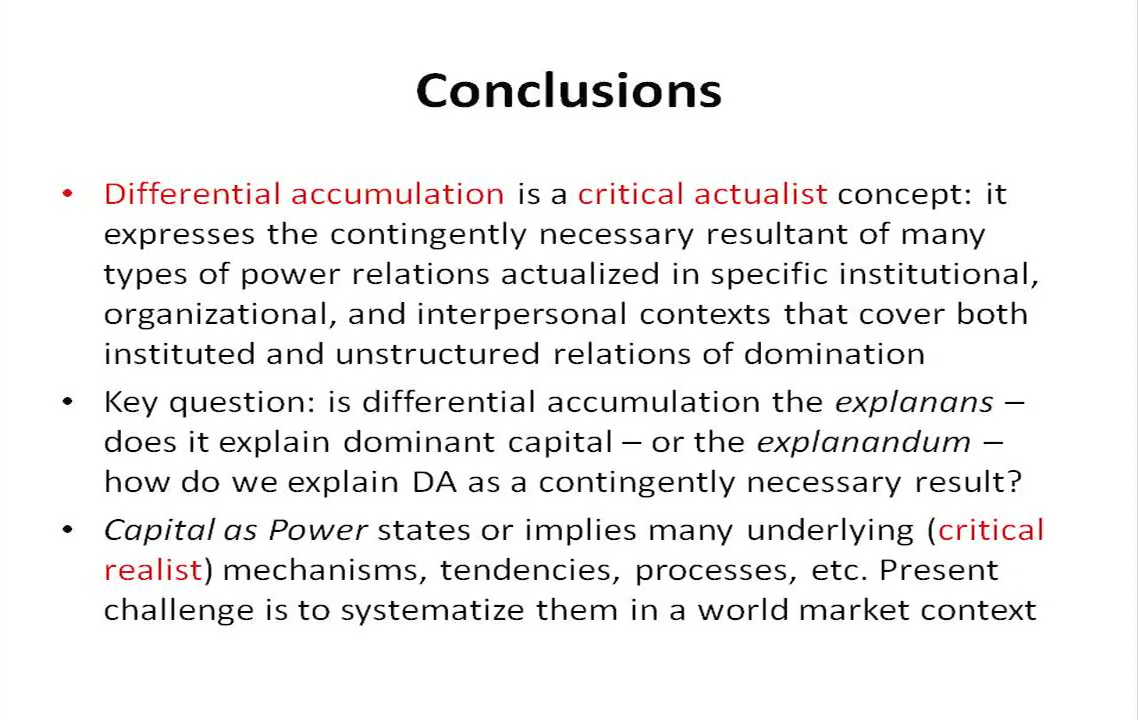 Conclusions
• Differential accumulation is a critical actualist concept: it
expresses the contingently necessary resultant of many
types of power relations actualized in specific institutional,
organizational, and interpersonal contexts that cover both
instituted and unstructured relations of domination
• Key question: is differential accumulation the explanans –
does it explain dominant capital – or the explanandum –
how do we explain DA as a contingently necessary result?
• Capital as Power states or implies many underlying (critical
realist) mechanisms, tendencies, processes, etc. Present
challenge is to systematize them in a world market context